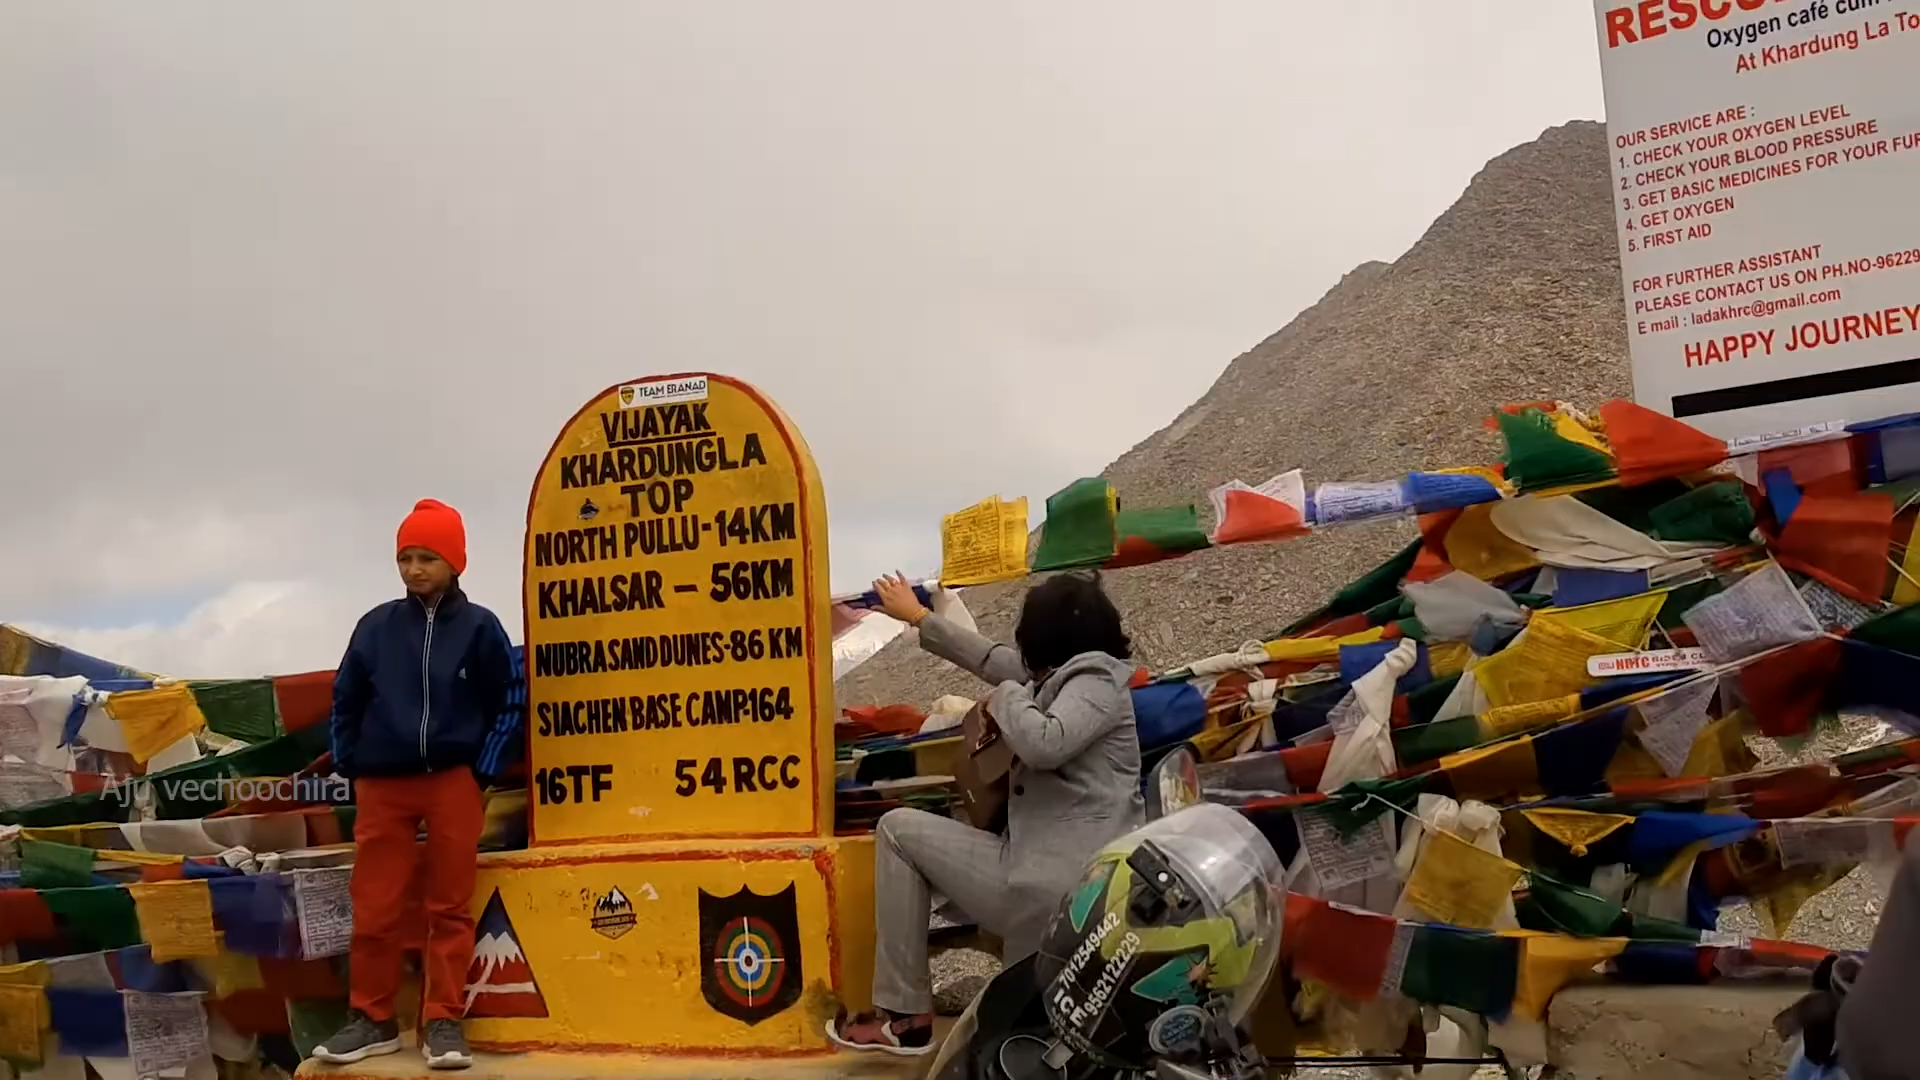 TEAM ERANAD
VIJAYAK
KHARDUNGLA
TOP
NORTH PULLU-14KM
KHALSAR - 56KM
NUBRA SAND DUNES-86 KM
SIACHEN BASE CAMP-164
16TF 54 RCC
Oxygen café cum
At Khardung La To
OUR SERVICE ARE :
1. CHECK YOUR OXYGEN LEVEL
2. CHECK YOUR BLOOD PRESSURE
3. GET BASIC MEDICINES FOR YOUR FUR
4. GET OXYGEN
5. FIRST AID
FOR FURTHER ASSISTANT
PLEASE CONTACT US ON PH.NO-96229
E mail : ladakhrc@gmail.com
HAPPY JOURNEY
Aju vechoochira
7012549442
9562122229